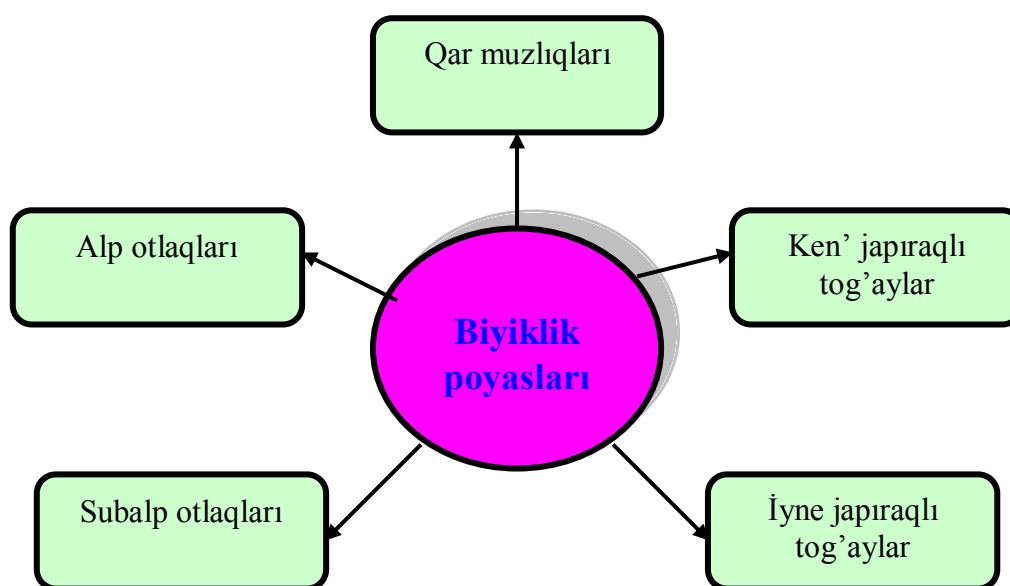 Qar muzlıqları
Alp otlaqları
Ken’ japıraqlı
tog’aylar
Biyiklik
poyasları
Subalp otlaqları
İyne japıraqlı
tog’aylar